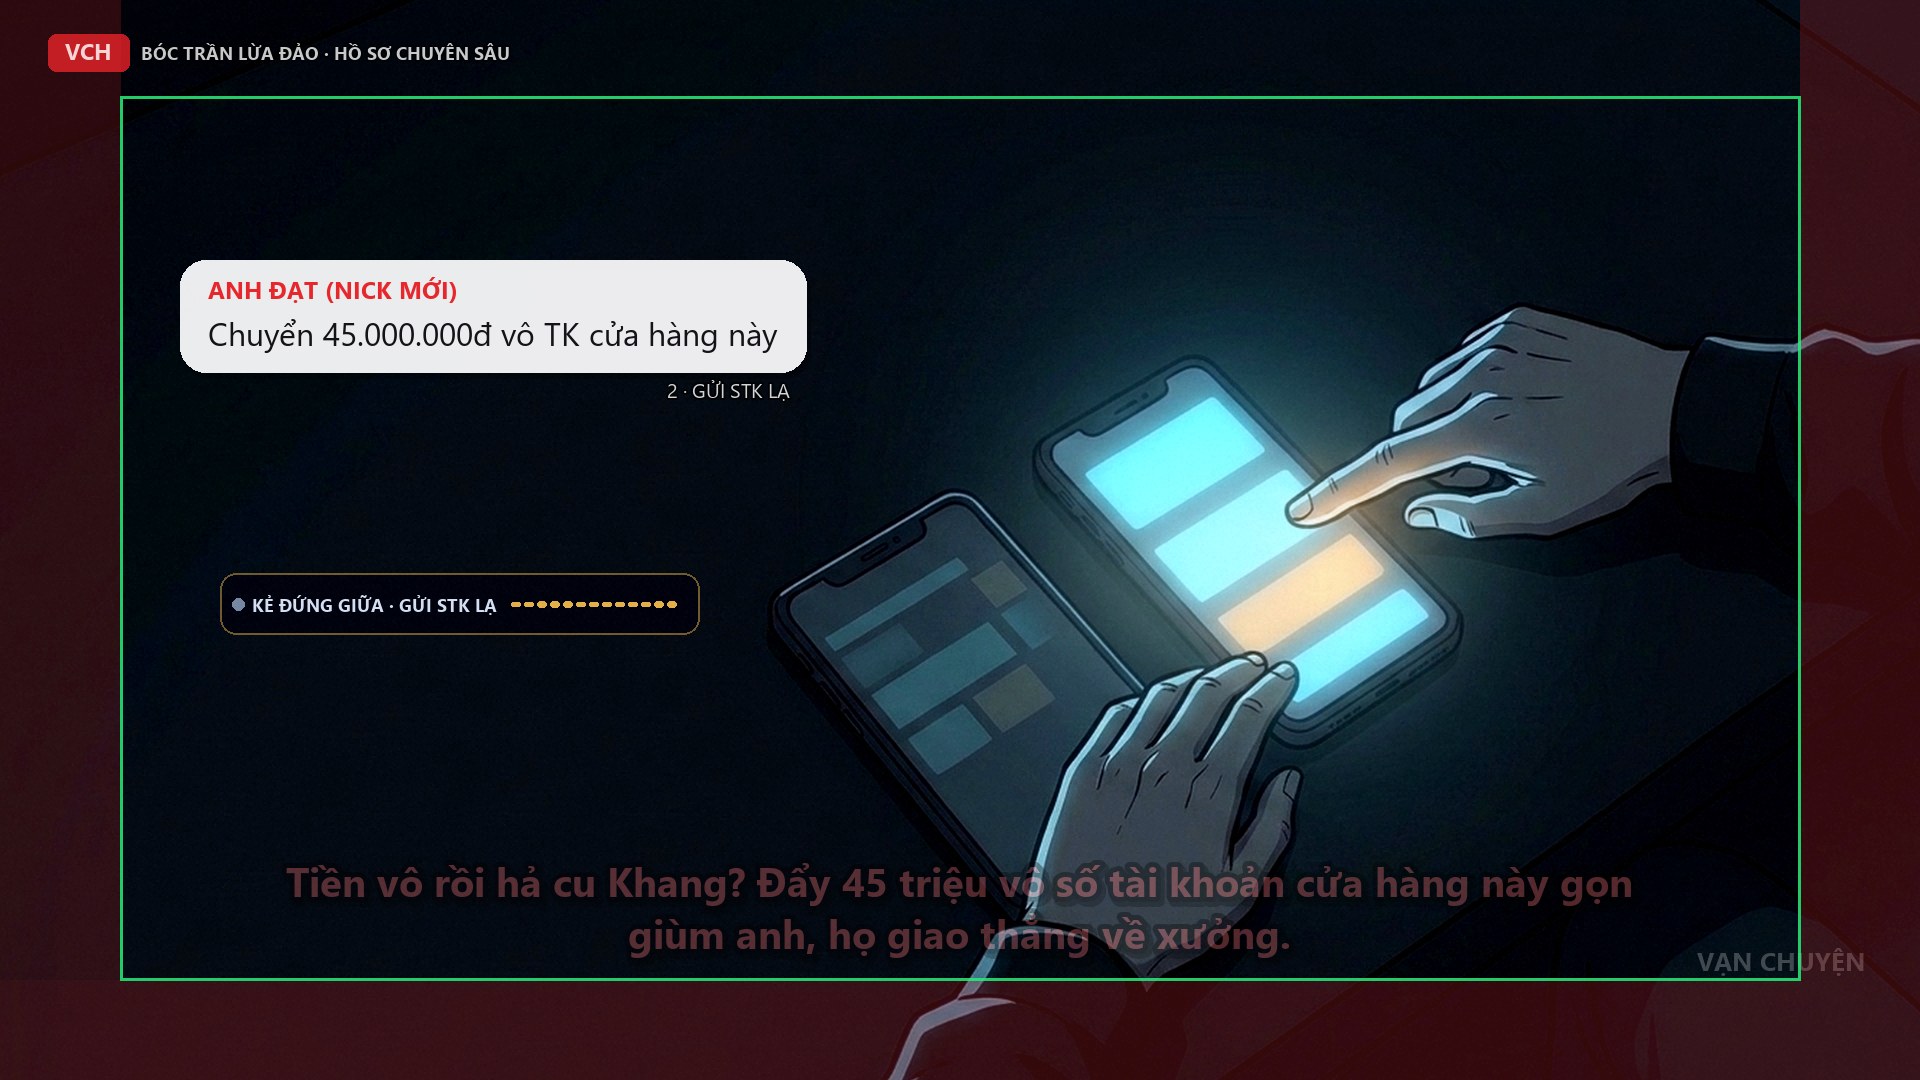 VCH BÓC TRẦN LỪA ĐẢO · HỒ SƠ CHUYÊN SÂU
ANH ĐẠT (NICK MỚI)
Chuyển 45.000.000đ vô TK cửa hàng này
2 · GỬI STK LẠ
KẺ ĐỨNG GIỮA · GỬI STK LẠ
Tiền vô rồi hả cu Khang? Đẩy 45 triệu vô số tài khoản cửa hàng này gọn
giùm anh, họ giao thẳng về xưởng.
VẠN CHUYỆN